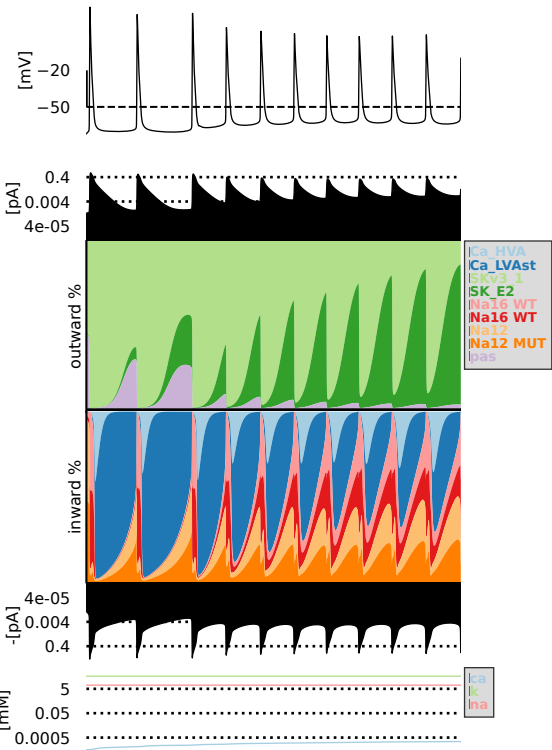 [mV]
−20
−50
[pA]
0.4
0.004
4e-05
outward %
Ca_HVA
Ca_LVAst
SKv3_1
SK_E2
Na16 WT
Na16 WT
Na12
Na12 MUT
pas
inward %
-[pA]
4e-05
0.004
0.4
[mM]
5
0.05
0.0005
ca
k
na